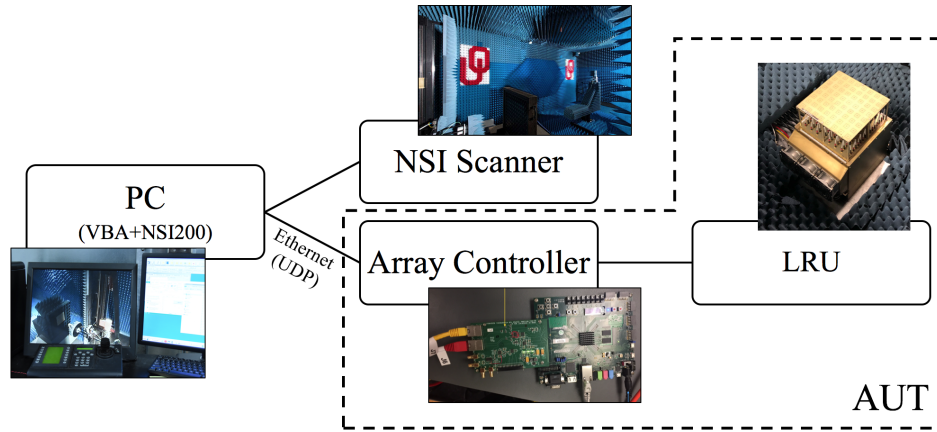 NSI Scanner
PC
(VBA+NSI200)
Ethernet
(UDP)
Array Controller
LRU
AUT